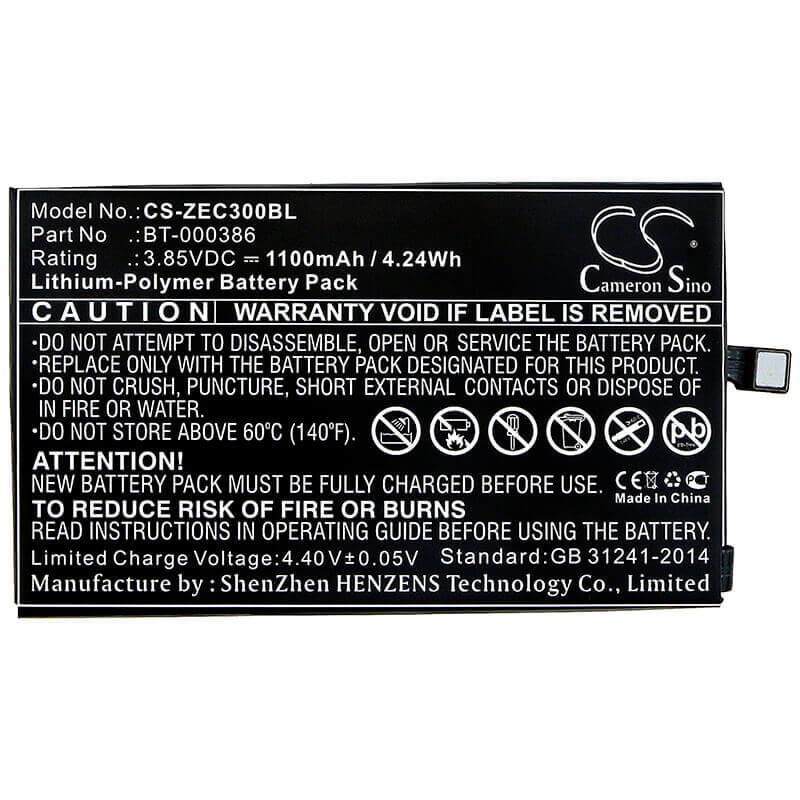 Model No.: CS-ZEC300BL
Part No .: BT-000386
Rating .: 3.85VDC ⎓ 1100mAh / 4.24Wh
Lithium-Polymer Battery Pack
CS
Cameron Sino
CAUTION WARRANTY VOID IF LABEL IS REMOVED
•DO NOT ATTEMPT TO DISASSEMBLE, OPEN OR SERVICE THE BATTERY PACK.
•REPLACE ONLY WITH THE BATTERY PACK DESIGNATED FOR THIS PRODUCT.
•DO NOT CRUSH, PUNCTURE, SHORT EXTERNAL CONTACTS OR DISPOSE OF
IN FIRE OR WATER.
•DO NOT STORE ABOVE 60°C (140°F).
Pb
ATTENTION!
NEW BATTERY PACK MUST BE FULLY CHARGED BEFORE USE.
TO REDUCE RISK OF FIRE OR BURNS
READ INSTRUCTIONS IN OPERATING GUIDE BEFORE USING THE BATTERY.
CE
Made In China
Limited Charge Voltage:4.40V±0.05V Standard:GB 31241-2014
Manufacture by : ShenZhen HENZENS Technology Co., Limited